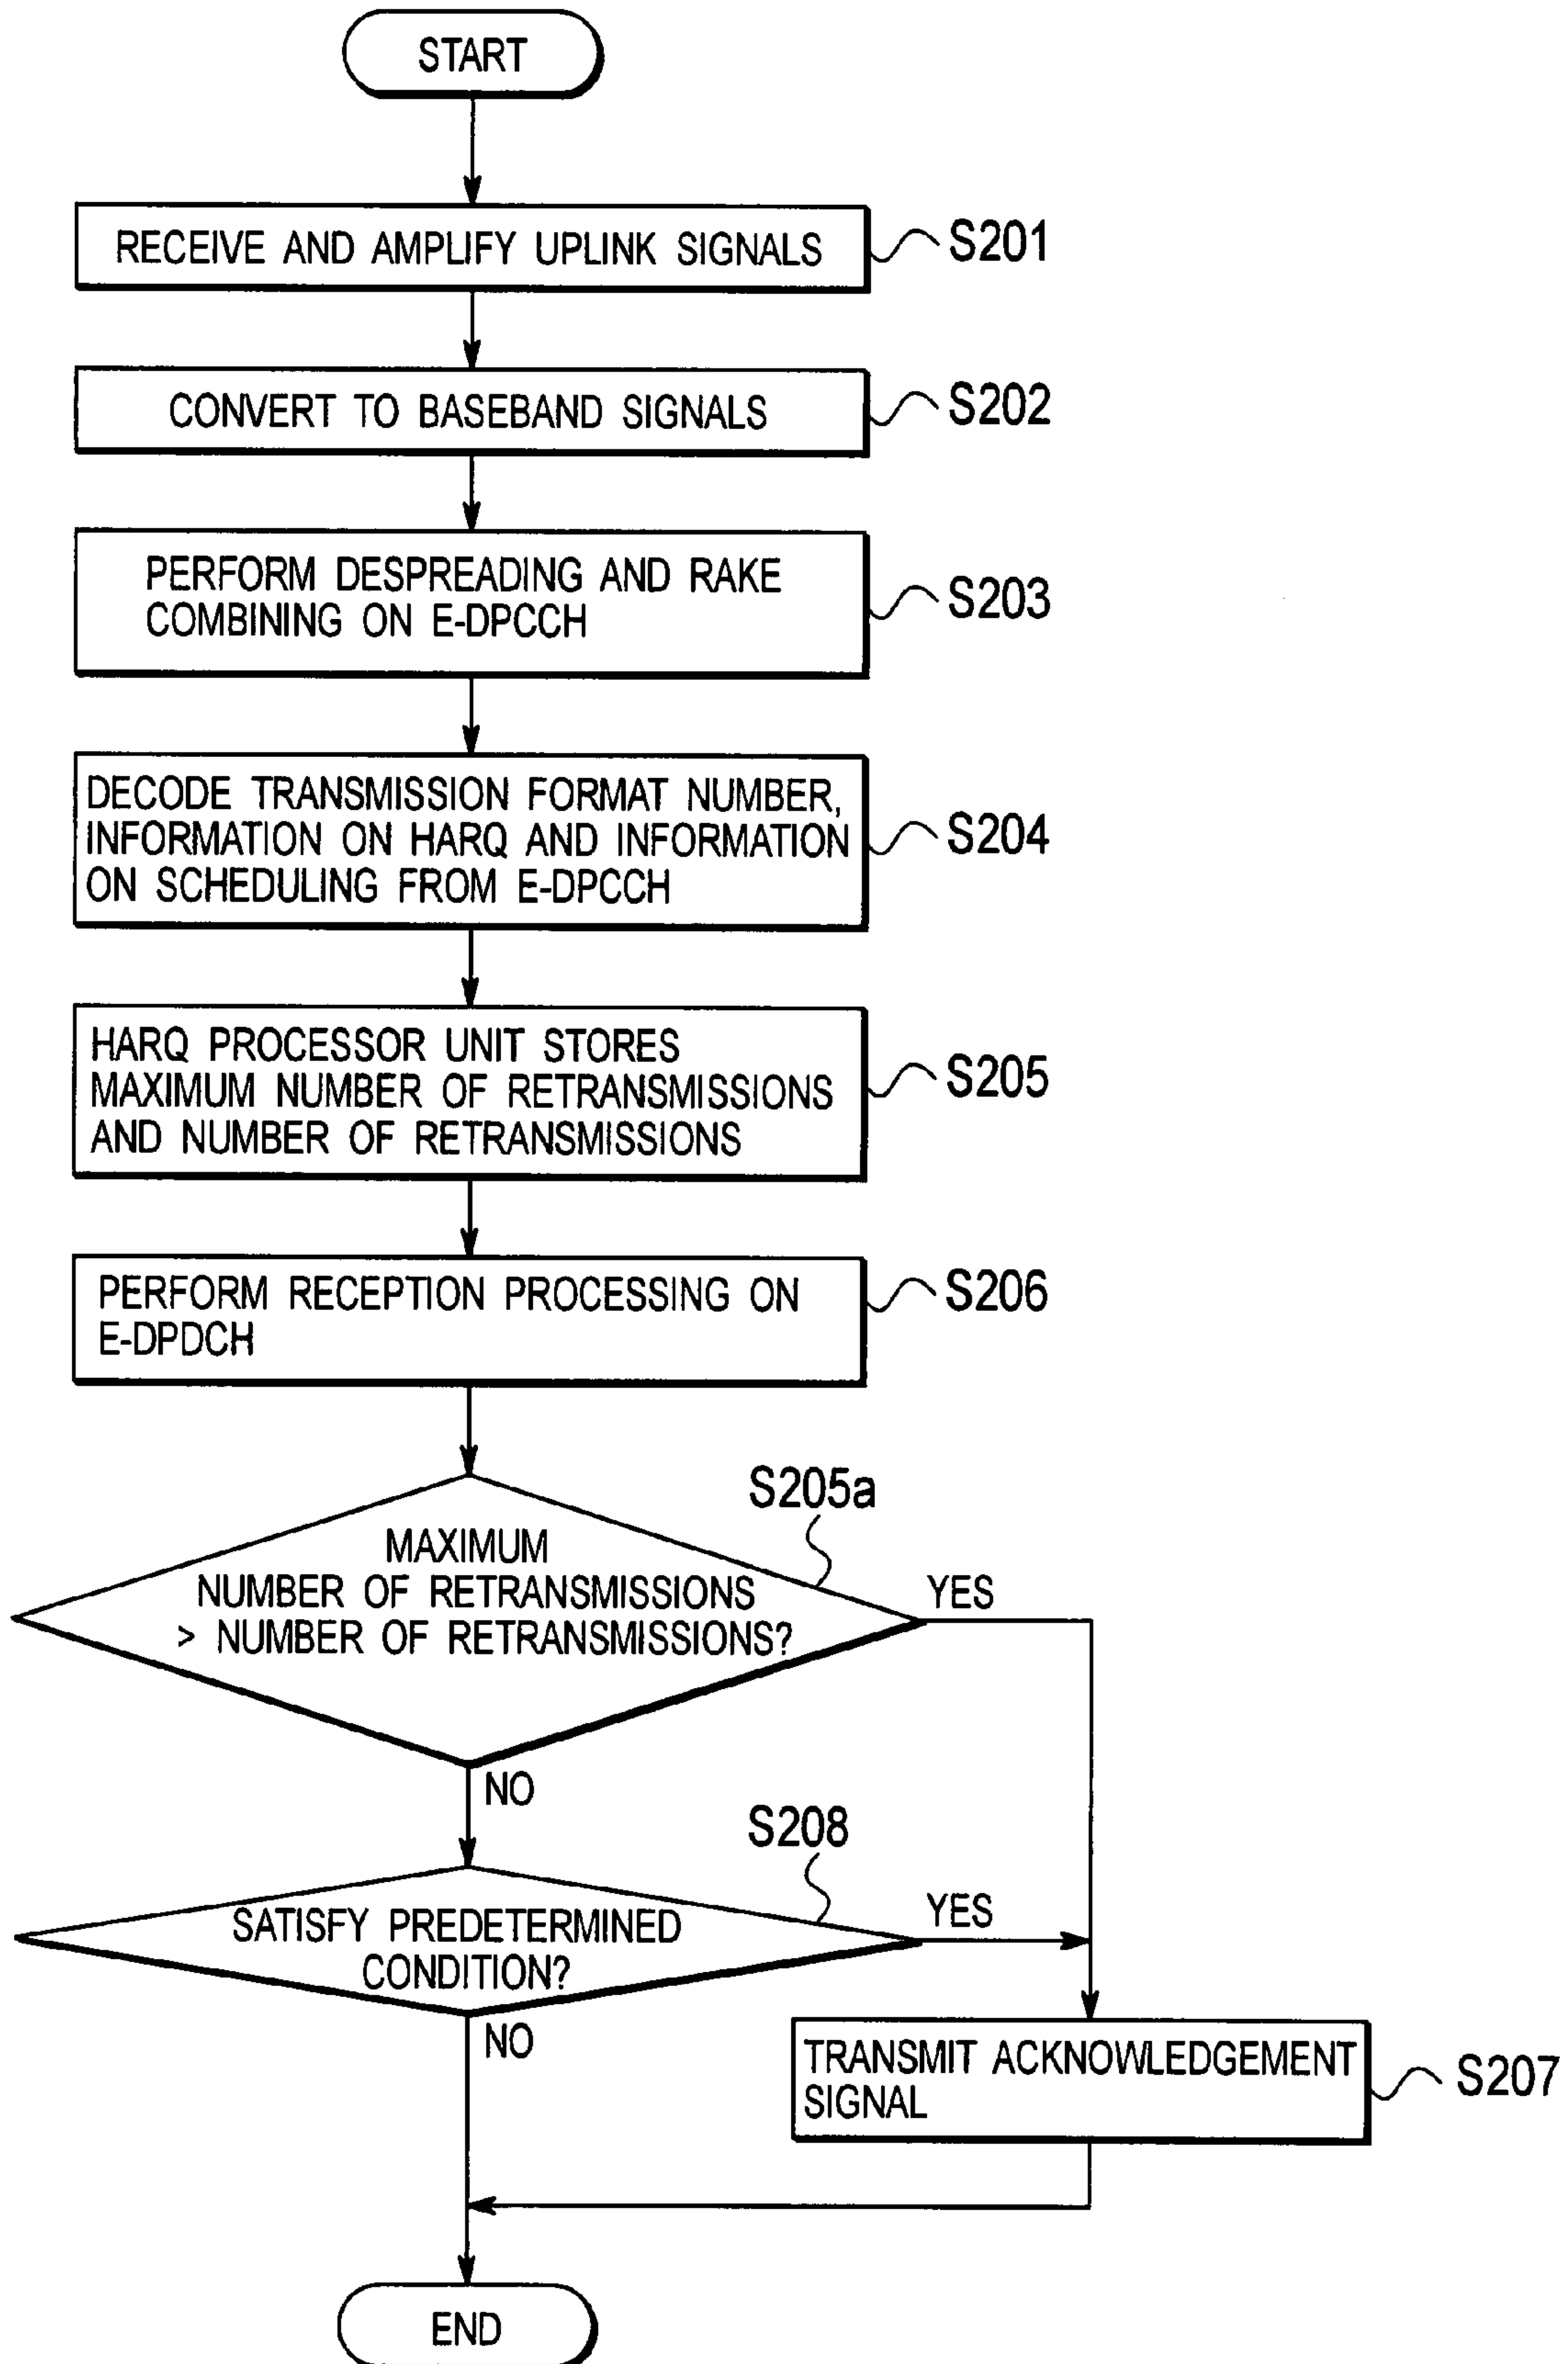 START
RECEIVE AND AMPLIFY UPLINK SIGNALS
S201
CONVERT TO BASEBAND SIGNALS
S202
PERFORM DESPREADING AND RAKE
COMBINING ON E-DPCCH
S203
DECODE TRANSMISSION FORMAT NUMBER,
INFORMATION ON HARQ AND INFORMATION
ON SCHEDULING FROM E-DPCCH
S204
HARQ PROCESSOR UNIT STORES
MAXIMUM NUMBER OF RETRANSMISSIONS
AND NUMBER OF RETRANSMISSIONS
S205
PERFORM RECEPTION PROCESSING ON
E-DPDCH
S206
S205a
MAXIMUM
NUMBER OF RETRANSMISSIONS
> NUMBER OF RETRANSMISSIONS?
YES
NO
S208
SATISFY PREDETERMINED
CONDITION?
YES
NO
TRANSMIT ACKNOWLEDGEMENT
SIGNAL
S207
END